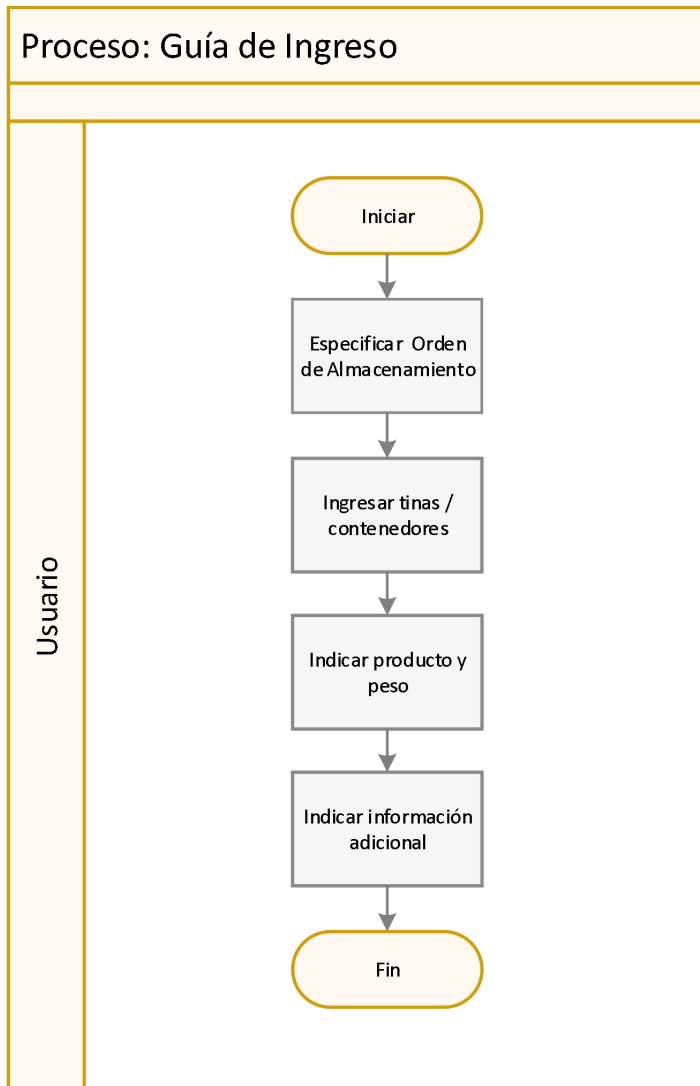 Proceso: Guía de Ingreso
Usuario
Iniciar
Especificar Orden
de Almacenamiento
Ingresar tinas /
contenedores
Indicar producto y
peso
Indicar información
adicional
Fin